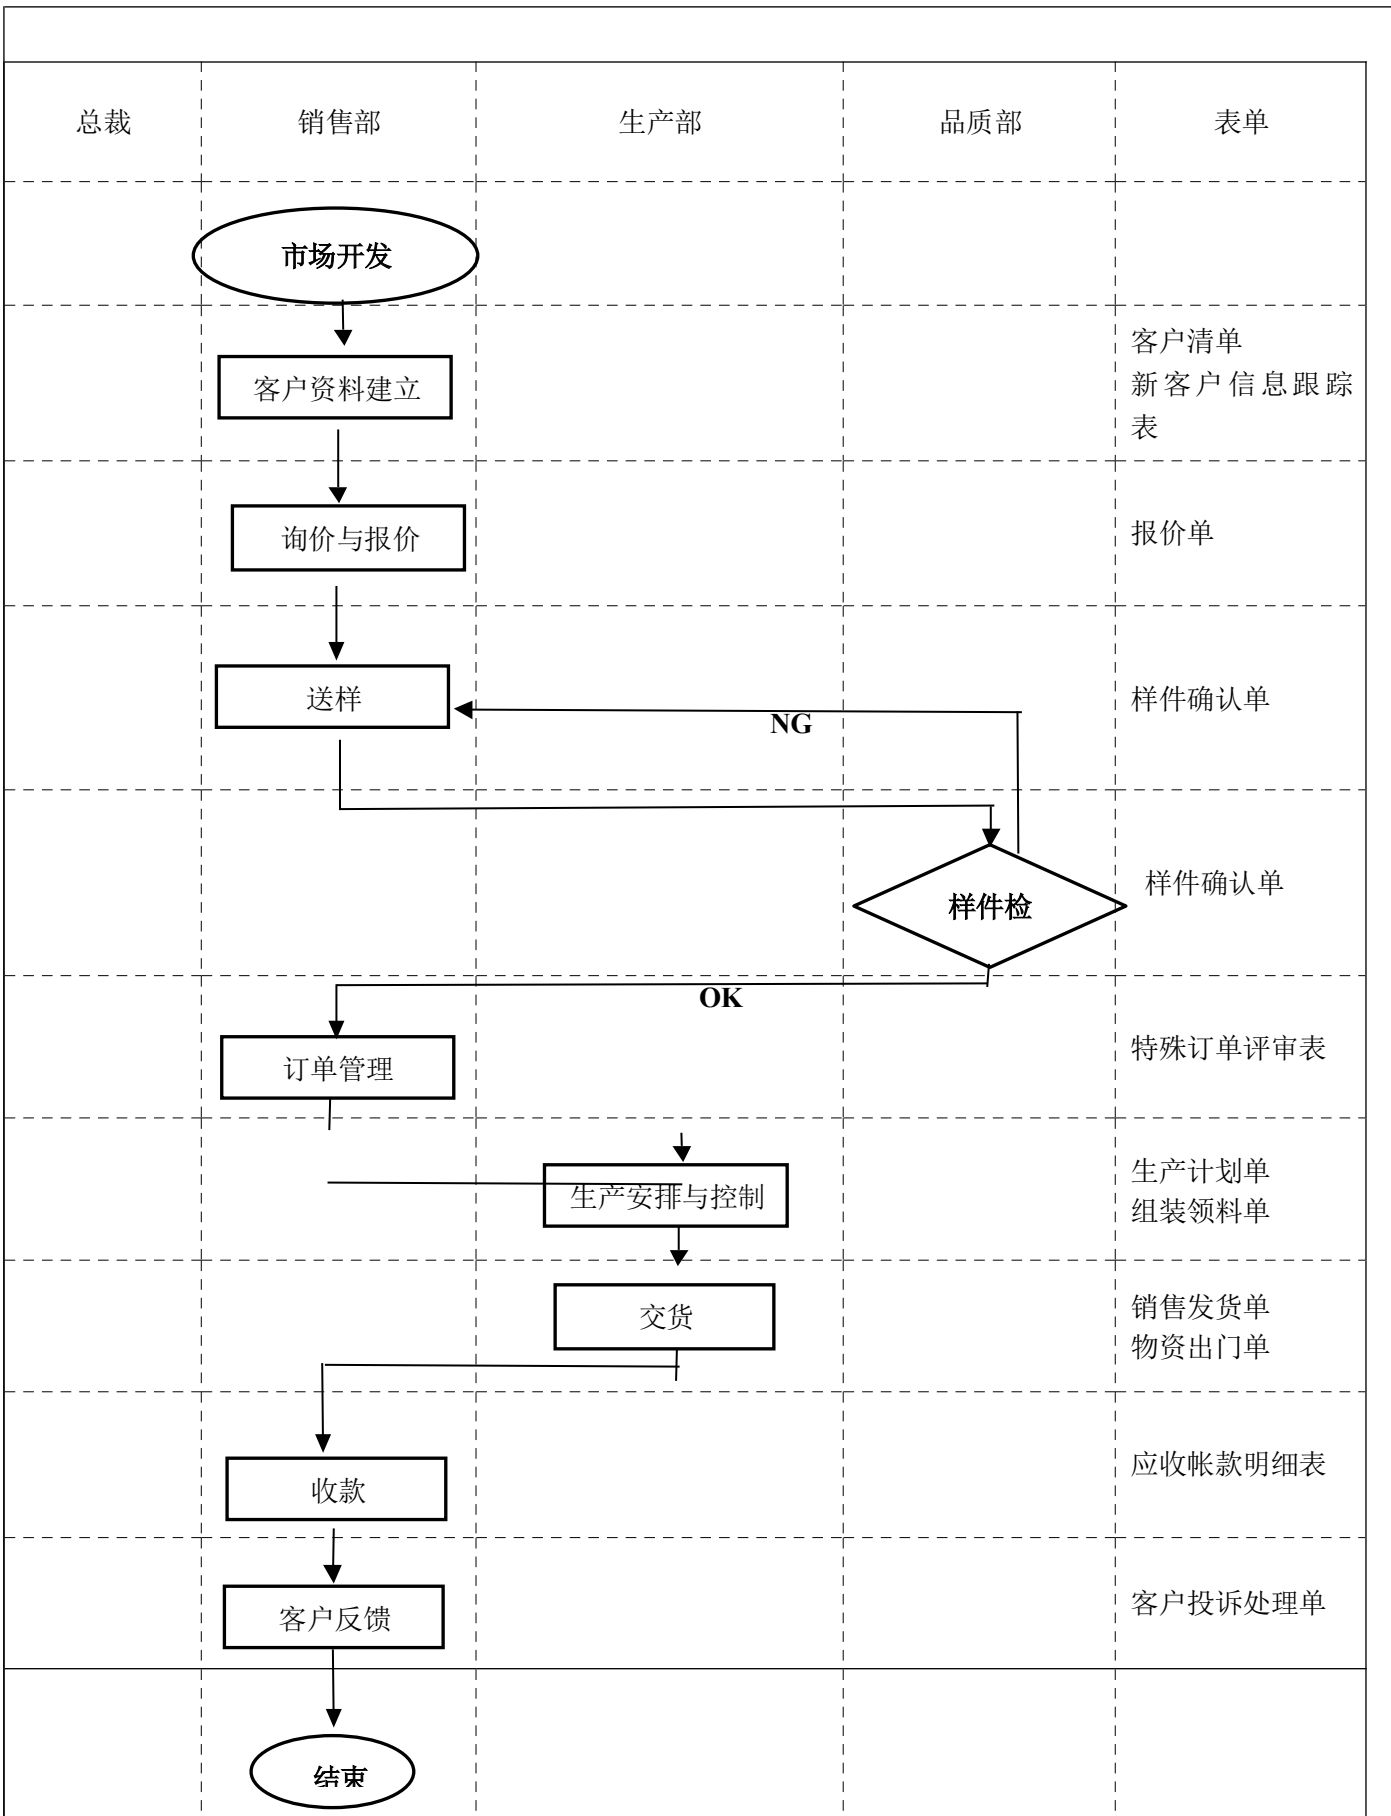 总裁
销售部
生产部
品质部
表单
市场开发
客户资料建立
客户清单
新客户信息跟踪
表
询价与报价
报价单
送样
NG
样件确认单
样件检
样件确认单
OK
订单管理
特殊订单评审表
生产安排与控制
生产计划单
组装领料单
交货
销售发货单
物资出门单
收款
应收帐款明细表
客户反馈
客户投诉处理单
结束